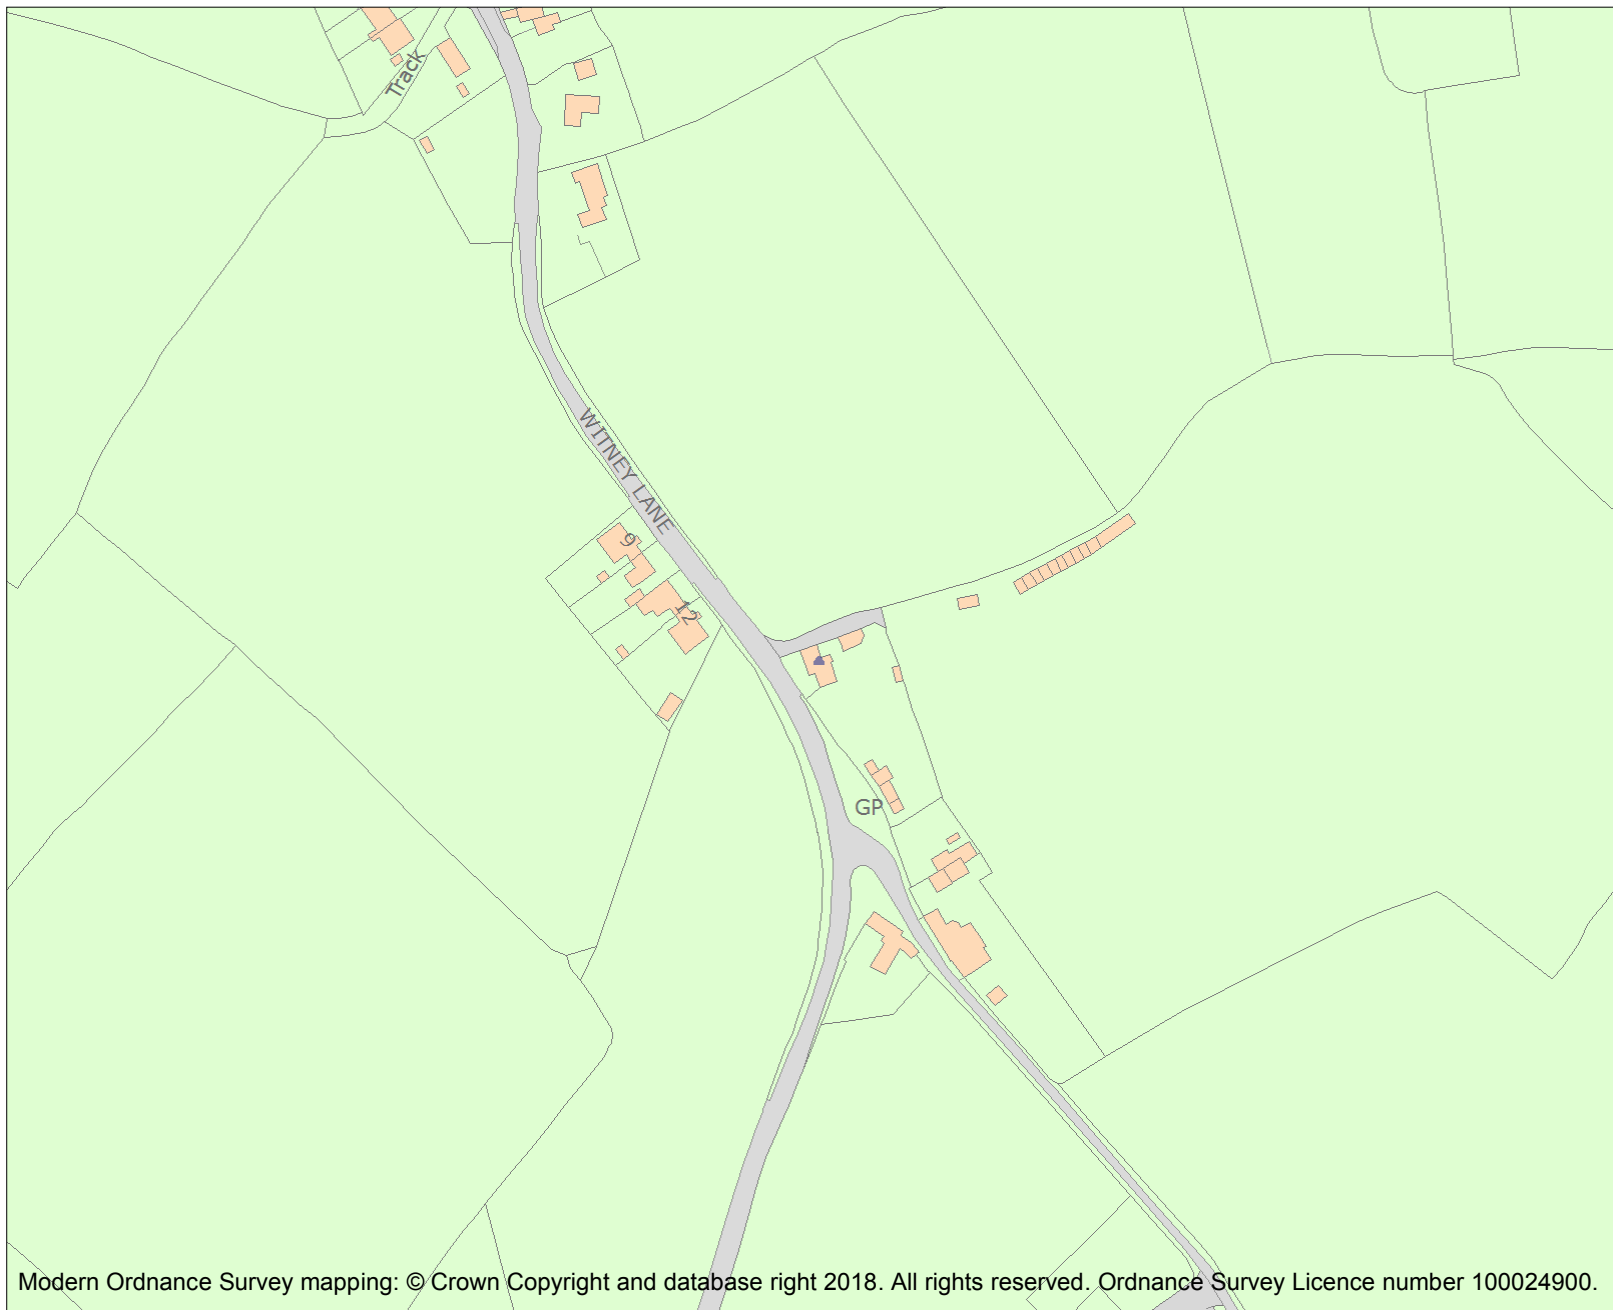 Track
WITNEY LANE
9
12
GP
Modern Ordnance Survey mapping: © Crown Copyright and database right 2018. All rights reserved. Ordnance Survey Licence number 100024900.